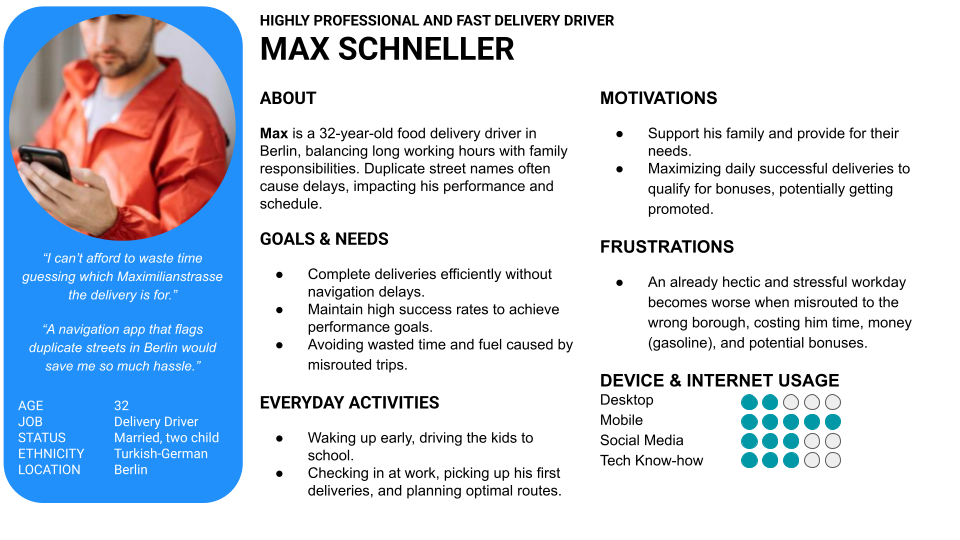 HIGHLY PROFESSIONAL AND FAST DELIVERY DRIVER
MAX SCHNELLER
“I can’t afford to waste time
guessing which Maximilianstrasse
the delivery is for.”
“A navigation app that flags
duplicate streets in Berlin would
save me so much hassle.”
AGE 32
JOB Delivery Driver
STATUS Married, two child
ETHNICITY Turkish-German
LOCATION Berlin
ABOUT
Max is a 32-year-old food delivery driver in
Berlin, balancing long working hours with family
responsibilities. Duplicate street names often
cause delays, impacting his performance and
schedule.
GOALS & NEEDS
● Complete deliveries efficiently without
navigation delays.
● Maintain high success rates to achieve
performance goals.
● Avoiding wasted time and fuel caused by
misrouted trips.
EVERYDAY ACTIVITIES
● Waking up early, driving the kids to
school.
● Checking in at work, picking up his first
deliveries, and planning optimal routes.
MOTIVATIONS
● Support his family and provide for their
needs.
● Maximizing daily successful deliveries to
qualify for bonuses, potentially getting
promoted.
FRUSTRATIONS
● An already hectic and stressful workday
becomes worse when misrouted to the
wrong borough, costing him time, money
(gasoline), and potential bonuses.
DEVICE & INTERNET USAGE
Desktop
Mobile
Social Media
Tech Know-how